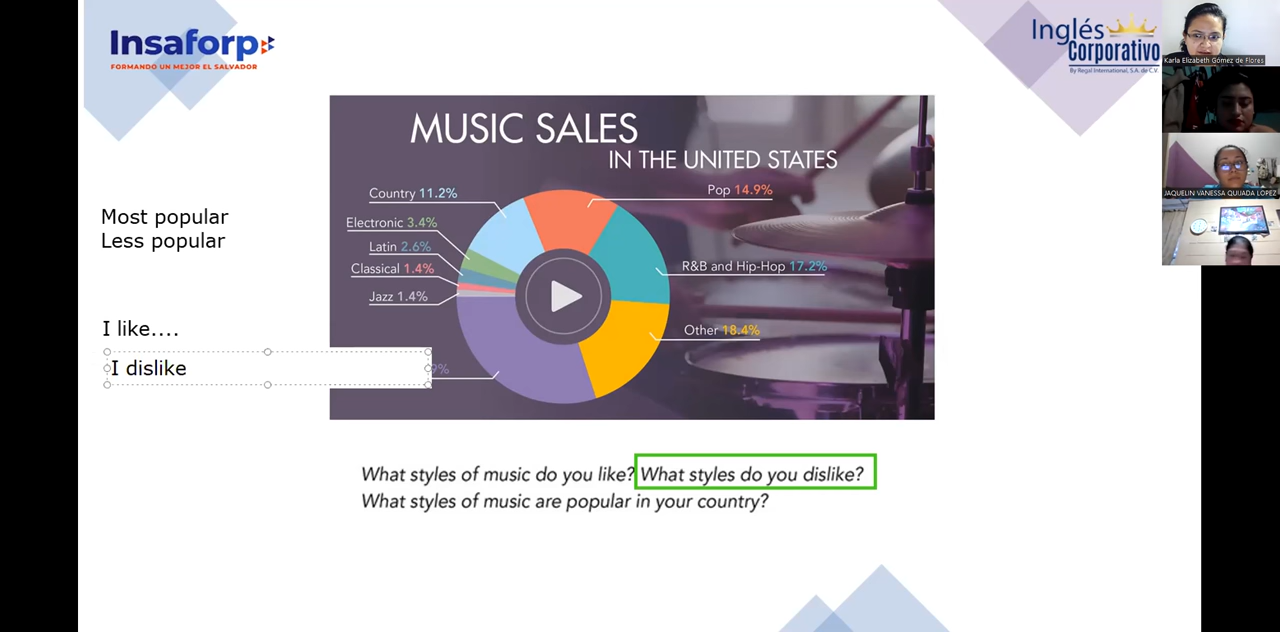 Insaforp
FORMANDO UN MEJOR EL SALVADOR
Inglés
Corporativo
By Regal International, S.A. de C.V.
Karla Elizabeth Gómez de Flores
JAQUELIN VANESSA QUIJADA LOPEZ
MUSIC SALES
IN THE UNITED STATES
Country 11.2%
Pop 14.9%
Electronic 3.4%
Latin 2.6%
Classical 1.4%
Jazz 1.4%
R&B and Hip-Hop 17.2%
Other 18.4%
9%
Most popular
Less popular
I like....
I dislike
What styles of music do you like? What styles do you dislike?
What styles of music are popular in your country?